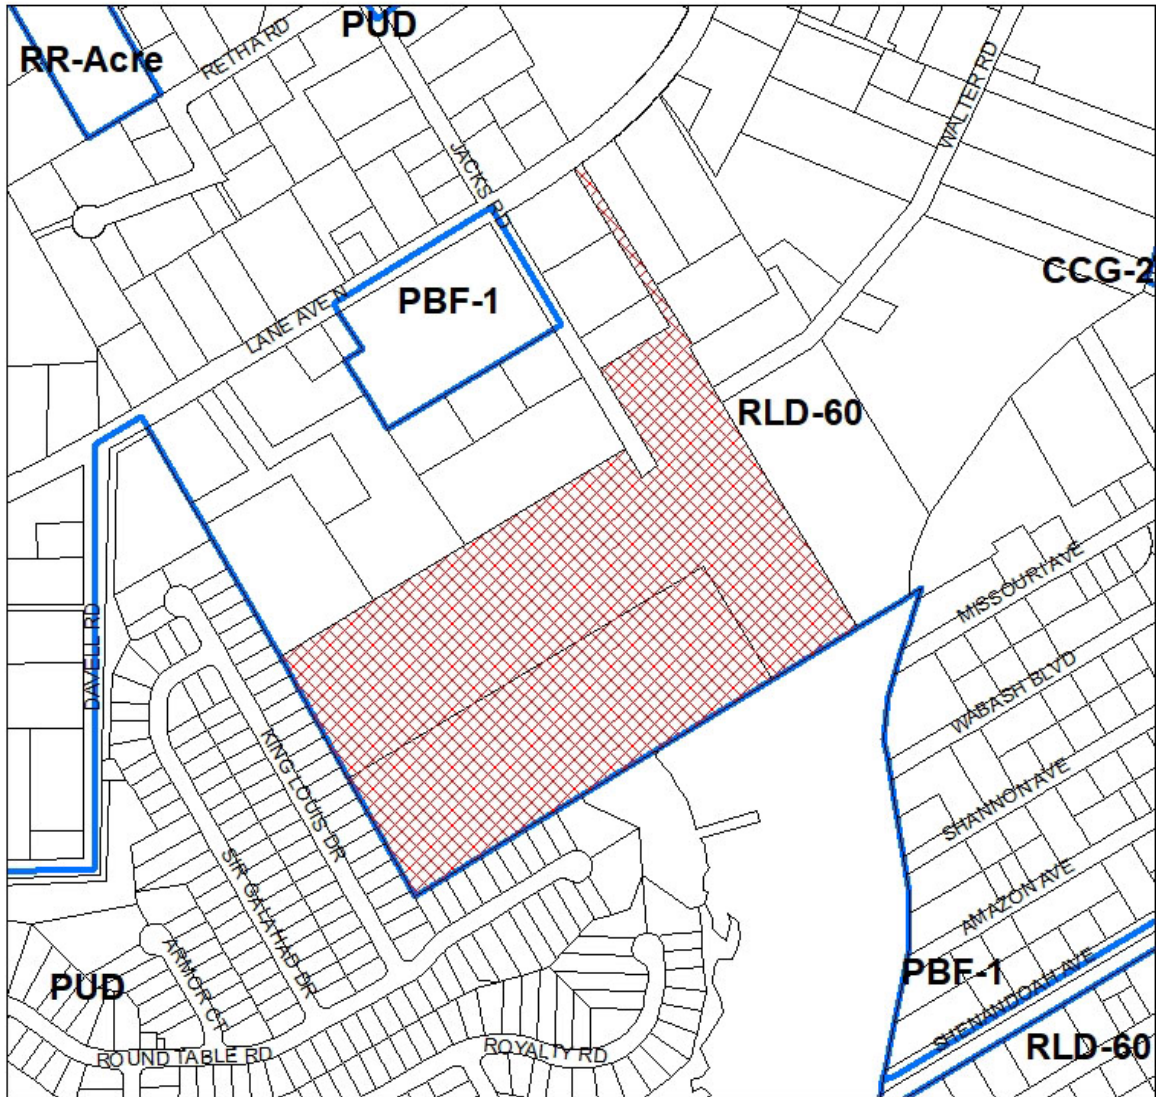 PUD
RR-Acre
RETHA RD
WALTER RD
JACKS RD
CCG-2
PBF-1
LANE AVE N
RLD-60
MISSOURI AVE
DAVELL RD
WABASH BLVD
KING LOUIS DR
SHANNON AVE
SIR GALAHAD DR
AMAZON AVE
PUD
ARMOR CT
PBF-1
SHENANDOAH AVE
ROUND TABLE RD
ROYALTY RD
RLD-60